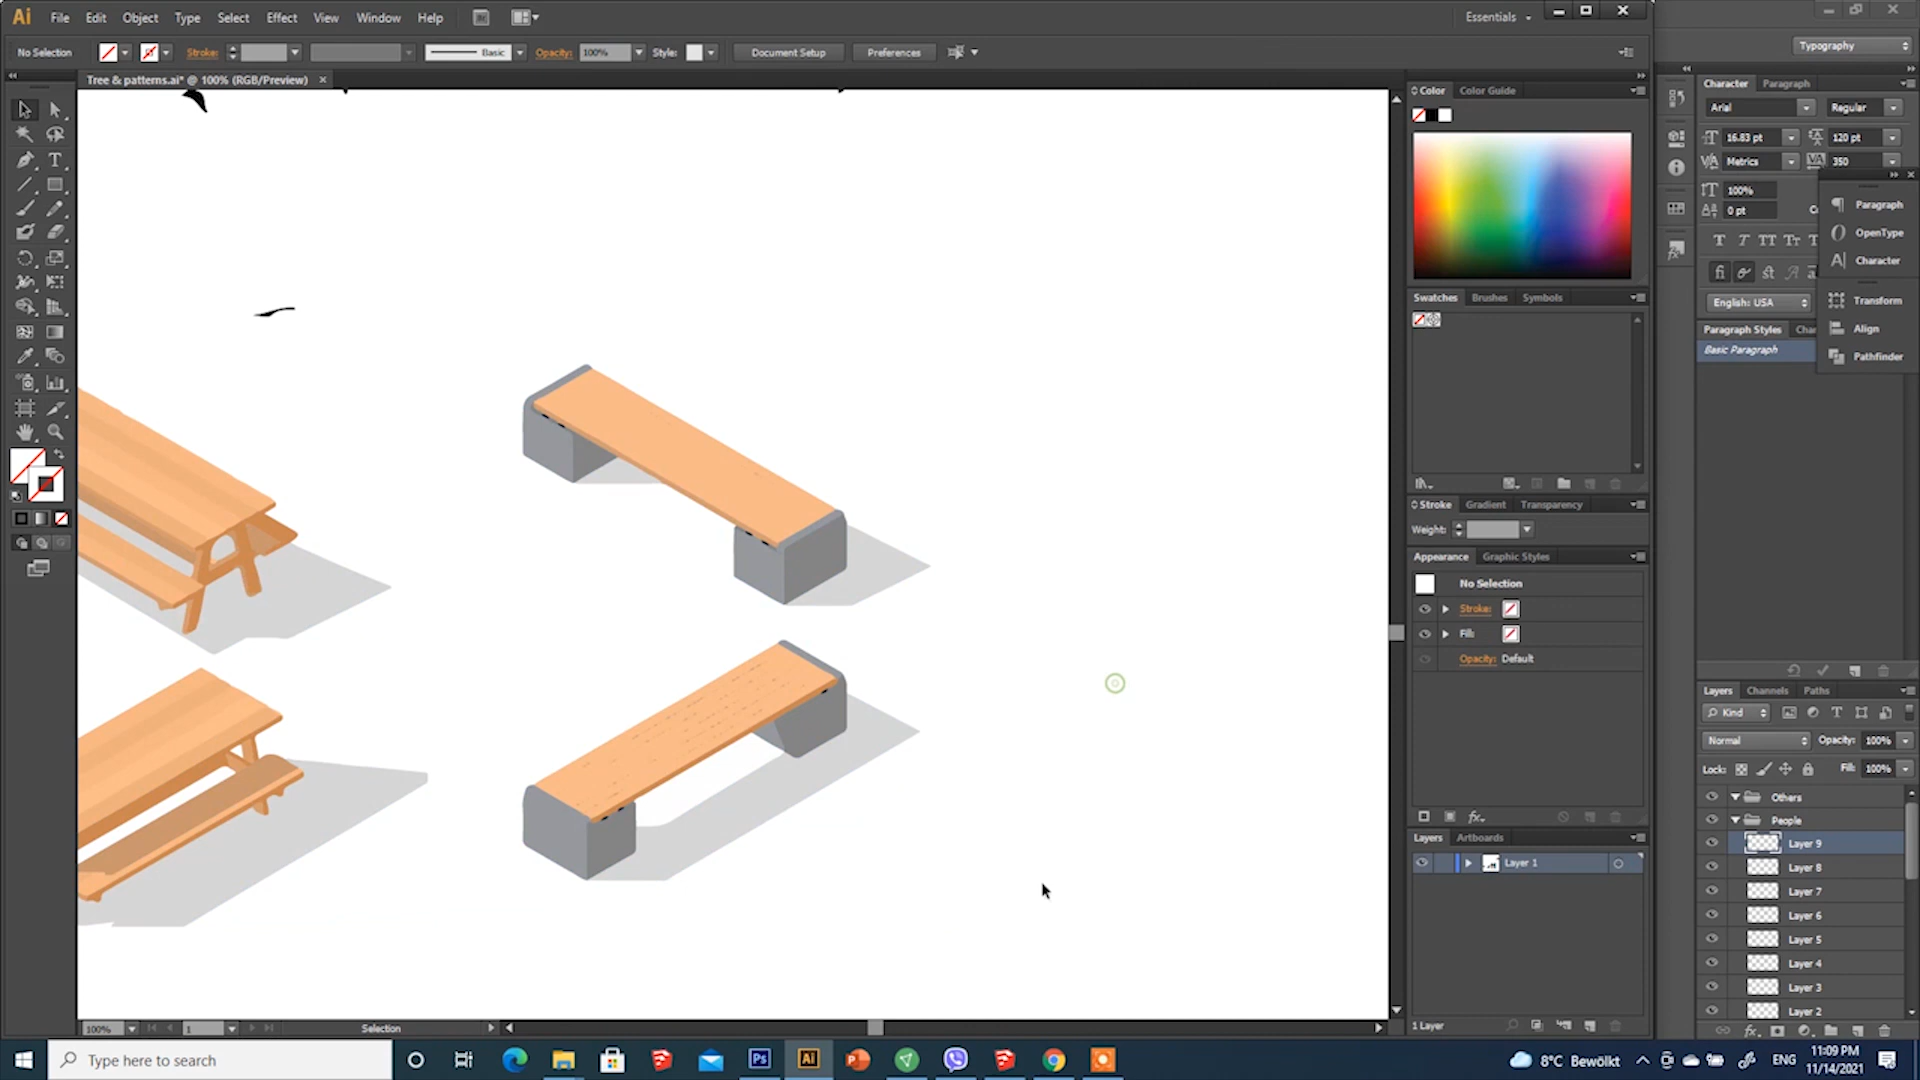 Ai File Edit Object Type Select Effect View Window Help Essentials
No Selection Stroke: Basic Opacity: 100% Style: Document Setup Preferences
Typography
Tree & patterns.ai* @ 100% (RGB/Preview)
Color Color Guide
Character Paragraph
Arial Regular
16.83 pt 120 pt
Metrics 350
100%
0 pt
Paragraph
OpenType
Character
Transform
Align
Pathfinder
English: USA
Paragraph Styles Cha
Basic Paragraph
Swatches Brushes Symbols
Stroke Gradient Transparency
Weight:
Appearance Graphic Styles
No Selection
Stroke:
Fill:
Opacity: Default
Layers Channels Paths
Kind
Normal Opacity: 100%
Lock: Fill: 100%
Others
People
Layer 9
Layer 8
Layer 7
Layer 6
Layer 5
Layer 4
Layer 3
Layer 2
Layers Artboards
Layer 1
1 Layer
100% 1 Selection
Type here to search
Ps Ai
8°C Bewölkt ENG 11:09 PM
11/14/2021